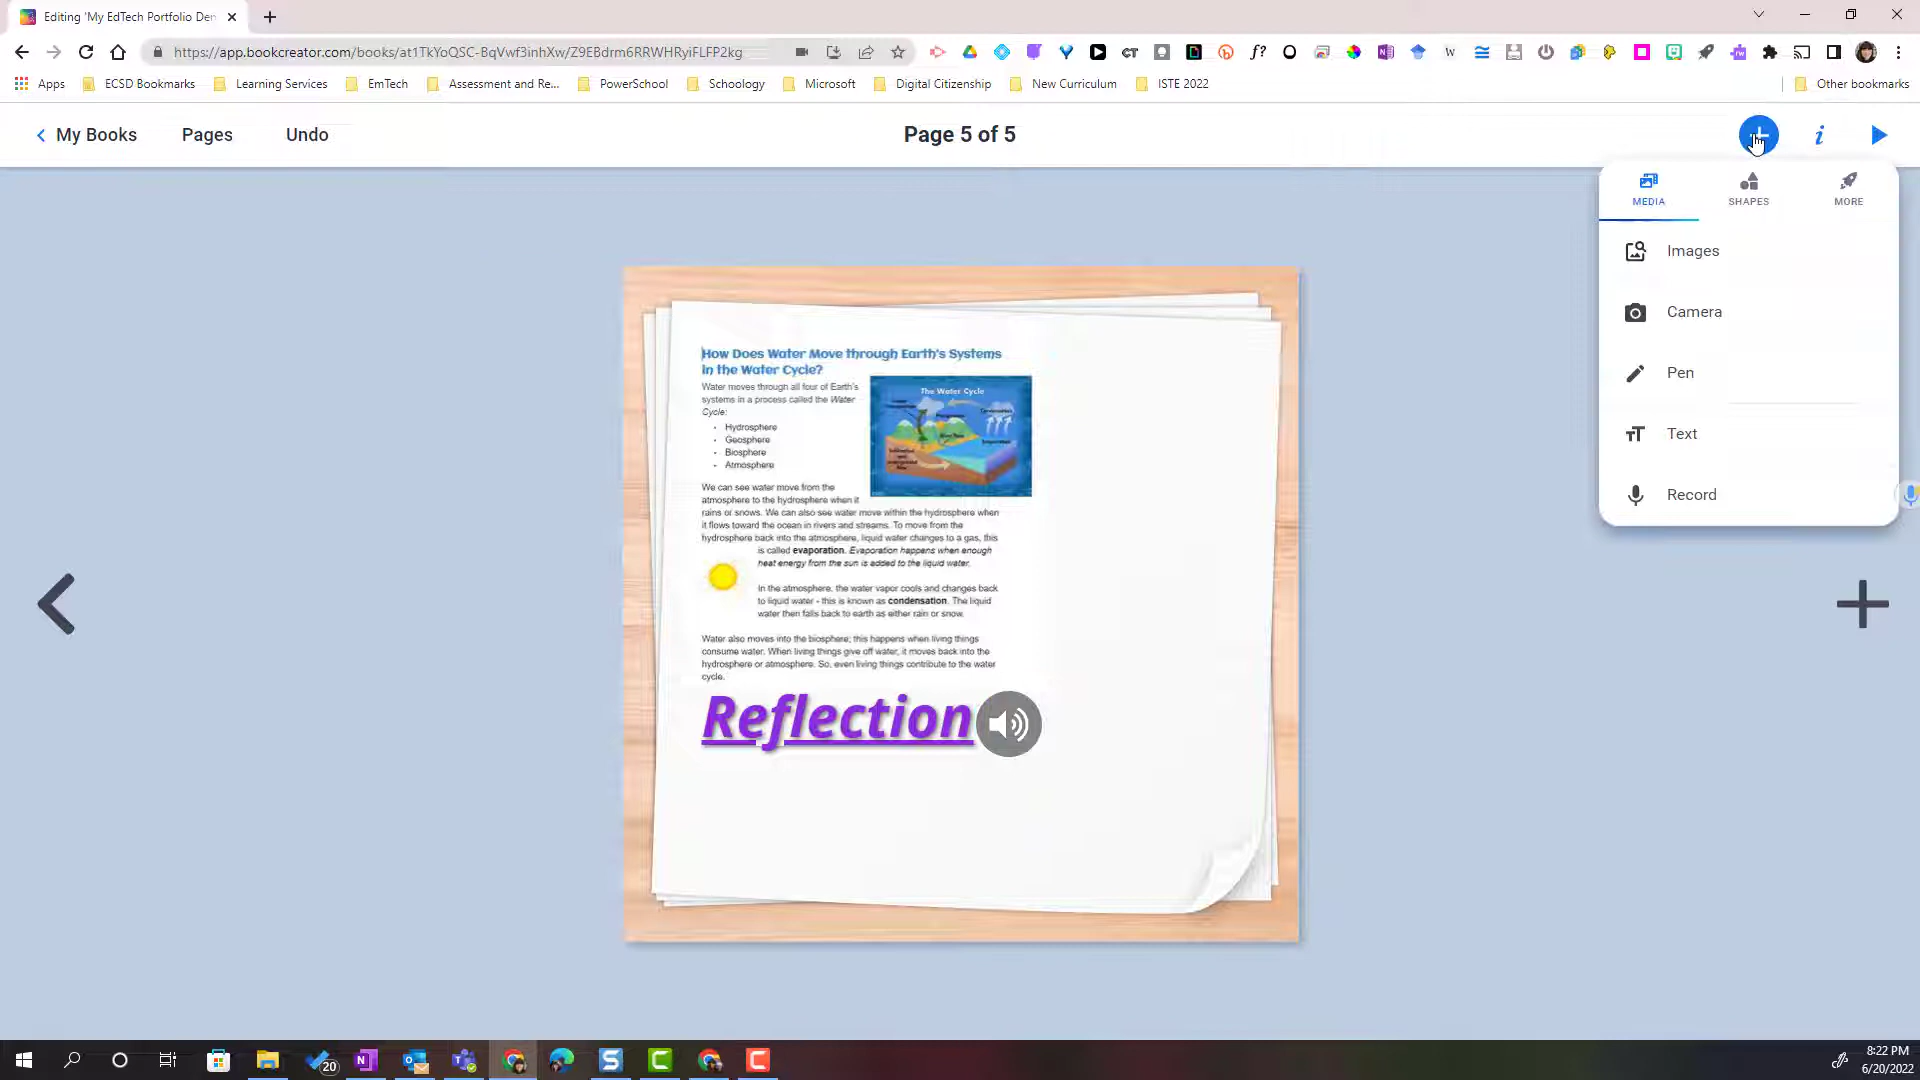 Editing 'My EdTech Portfolio Den
https://app.bookcreator.com/books/at1TkYoQSC-BqVwf3inhXw/Z9EBdrm6RRWHRyiFLFP2kg
Apps ECSD Bookmarks Learning Services EmTech Assessment and Re... PowerSchool Schoology Microsoft Digital Citizenship New Curriculum ISTE 2022 Other bookmarks
My Books Pages Undo Page 5 of 5
MEDIA SHAPES MORE
Images
Camera
Pen
Text
Record
How Does Water Move through Earth's Systems
in the Water Cycle?
Water moves through all four of Earth's
systems in a process called the Water
Cycle:
• Hydrosphere
• Geosphere
• Biosphere
• Atmosphere
The Water Cycle
Evaporation
We can see water move from the
atmosphere to the hydrosphere when it
rains or snows. We can also see water move within the hydrosphere when
it flows toward the ocean in rivers and streams. To move from the
hydrosphere back into the atmosphere, liquid water changes to a gas, this
is called evaporation. Evaporation happens when enough
heat energy from the sun is added to the liquid water.
In the atmosphere, the water vapor cools and changes back
to liquid water - this is known as condensation. The liquid
water then falls back to earth as either rain or snow.
Water also moves into the biosphere; this happens when living things
consume water. When living things give off water, it moves back into the
hydrosphere or atmosphere. So, even living things contribute to the water
cycle.
Reflection
20
8:22 PM
6/20/2022